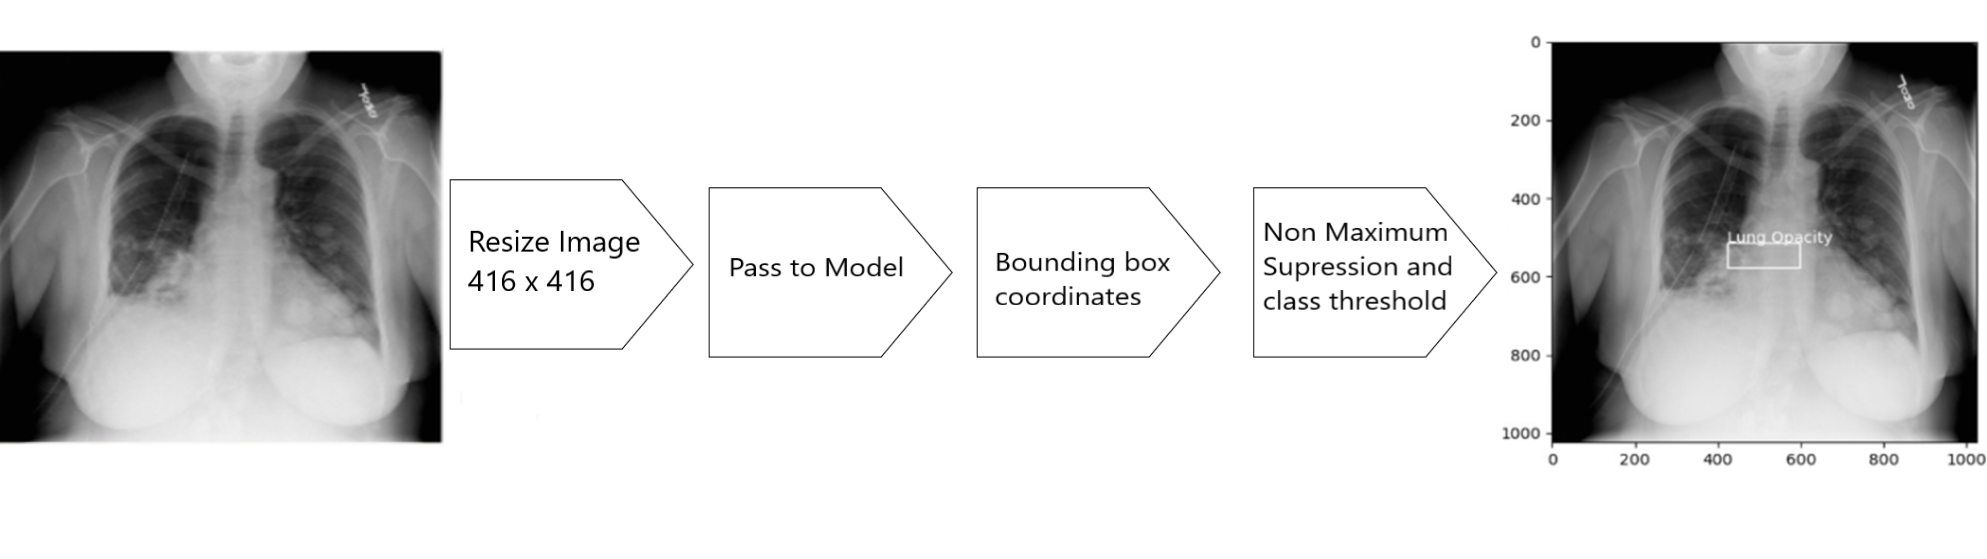 Resize Image
416 x 416
Pass to Model
Bounding box
coordinates
Non Maximum
Supression and
class threshold
0
200
400
600
800
1000
Lung Opacity
0
200
400
600
800
1000